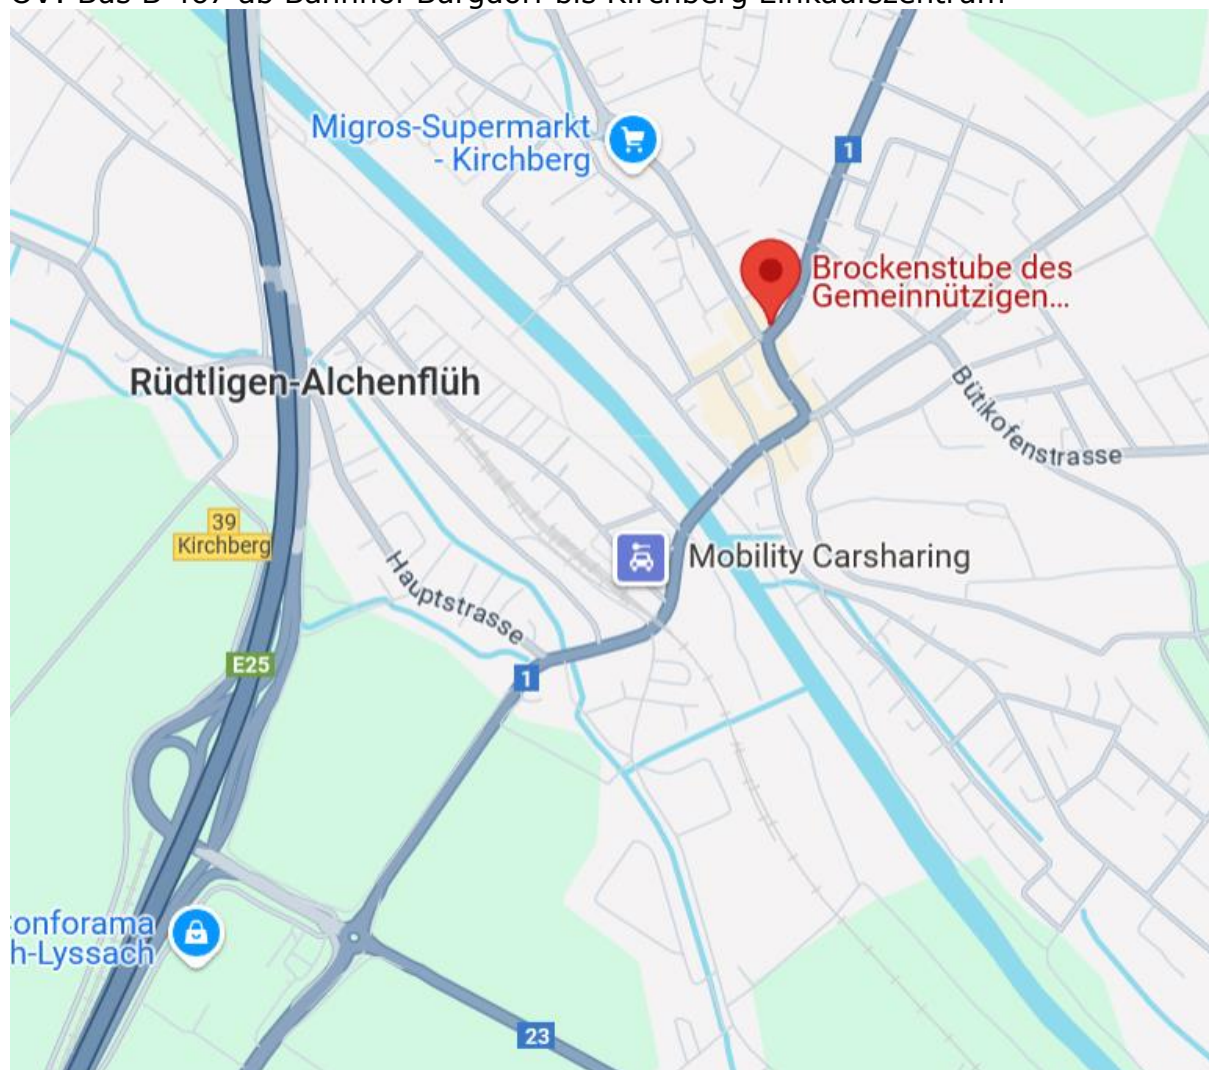 ÖV: Bus B 467 ab Bahnhof Burgdorf bis Kirchberg Einkaufszentrum
Migros-Supermarkt
- Kirchberg
1
Brockenstube des
Gemeinnützigen...
Rüdtligen-Alchenflüh
Bütikofenstrasse
39
Kirchberg
Mobility Carsharing
Hauptstrasse
E25
1
onforama
h-Lyssach
23